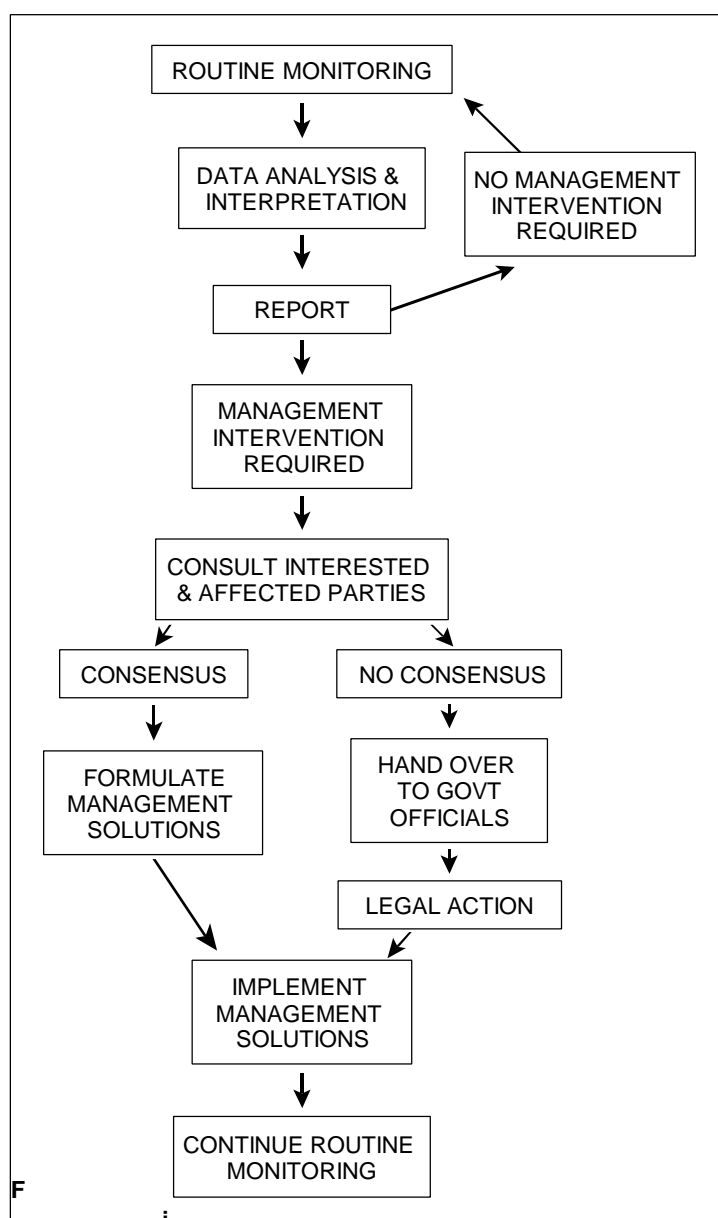 ROUTINE MONITORING
DATA ANALYSIS &
INTERPRETATION
NO MANAGEMENT
INTERVENTION
REQUIRED
REPORT
MANAGEMENT
INTERVENTION
REQUIRED
CONSULT INTERESTED
& AFFECTED PARTIES
CONSENSUS
NO CONSENSUS
FORMULATE
MANAGEMENT
SOLUTIONS
HAND OVER
TO GOVT
OFFICIALS
LEGAL ACTION
IMPLEMENT
MANAGEMENT
SOLUTIONS
CONTINUE ROUTINE
MONITORING
F